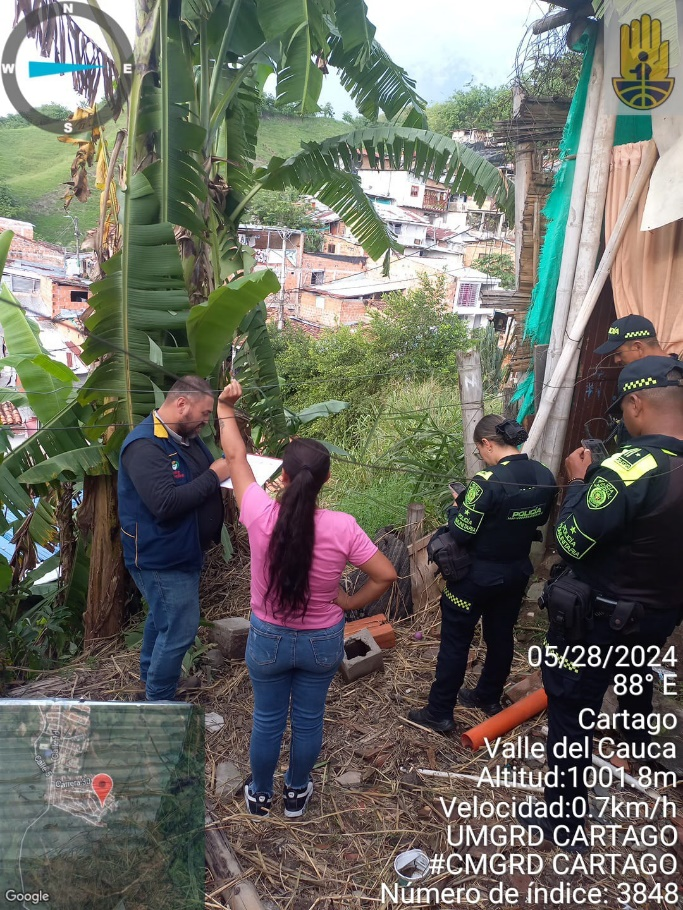 N
W
E
S
POLICÍA
POLICÍA
05/28/2024
88° E
Cartago
Valle del Cauca
Altitud:1001.8m
Velocidad:0.7km/h
UMGRD CARTAGO
#CMGRD CARTAGO
Número de índice: 3848
Google